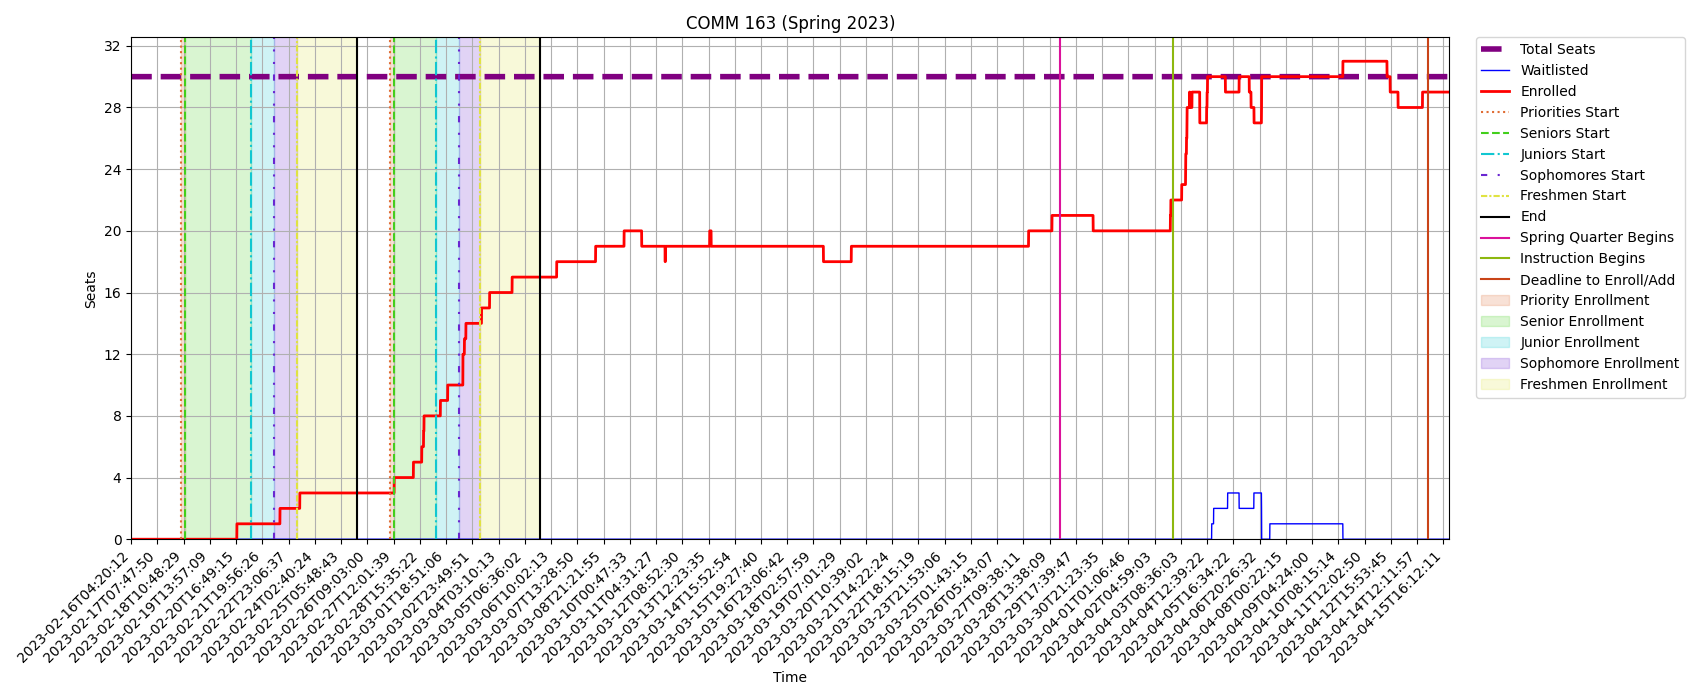 COMM 163 (Spring 2023)
Seats
32
28
24
20
16
12
8
4
0
2023-02-16T04:20:12
2023-02-17T07:47:50
2023-02-18T10:48:29
2023-02-19T13:57:09
2023-02-20T16:49:15
2023-02-21T19:56:26
2023-02-22T23:06:37
2023-02-24T02:40:24
2023-02-25T05:48:43
2023-02-26T09:03:00
2023-02-27T12:01:39
2023-02-28T15:35:22
2023-03-01T18:51:06
2023-03-02T23:49:51
2023-03-04T03:10:13
2023-03-05T06:36:02
2023-03-06T10:02:13
2023-03-07T13:28:50
2023-03-08T21:21:55
2023-03-10T00:47:33
2023-03-11T04:31:27
2023-03-12T08:52:30
2023-03-13T12:23:35
2023-03-14T15:52:54
2023-03-15T19:27:40
2023-03-16T23:06:42
2023-03-18T02:57:59
2023-03-19T07:01:29
2023-03-20T10:39:02
2023-03-21T14:22:24
2023-03-22T18:15:19
2023-03-23T21:53:06
2023-03-25T01:43:15
2023-03-26T05:43:07
2023-03-27T09:38:11
2023-03-28T13:38:09
2023-03-29T17:39:47
2023-03-30T21:23:35
2023-04-01T01:06:46
2023-04-02T04:59:03
2023-04-03T08:36:03
2023-04-04T12:39:22
2023-04-05T16:34:22
2023-04-06T20:26:32
2023-04-08T00:22:15
2023-04-09T04:24:00
2023-04-10T08:15:14
2023-04-11T12:02:50
2023-04-12T15:53:45
2023-04-14T12:11:57
2023-04-15T16:12:11
Time
Total Seats
Waitlisted
Enrolled
Priorities Start
Seniors Start
Juniors Start
Sophomores Start
Freshmen Start
End
Spring Quarter Begins
Instruction Begins
Deadline to Enroll/Add
Priority Enrollment
Senior Enrollment
Junior Enrollment
Sophomore Enrollment
Freshmen Enrollment